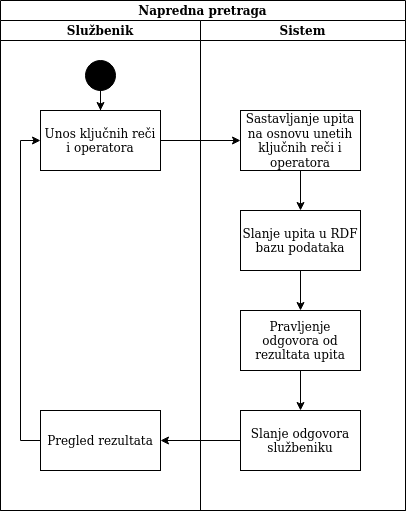 Napredna pretraga
Službenik
Sistem
Unos ključnih reči
i operatora
Sastavljanje upita
na osnovu unetih
ključnih reči i
operatora
Slanje upita u RDF
bazu podataka
Pravljenje
odgovora od
rezultata upita
Pregled rezultata
Slanje odgovora
službeniku